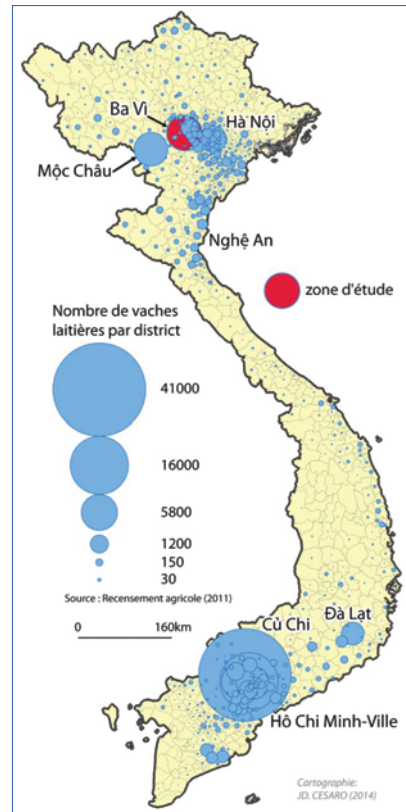 Ba Vì
Hà Nội
Mộc Châu
Nghệ An
zone d'étude
Nombre de vaches
laitières par district
41000
16000
5800
1200
150
30
Source : Recensement agricole (2011)
0 160km
Củ Chi
Đà Lạt
Hô Chi Minh-Ville
Cartographie:
JD. CESARO (2014)